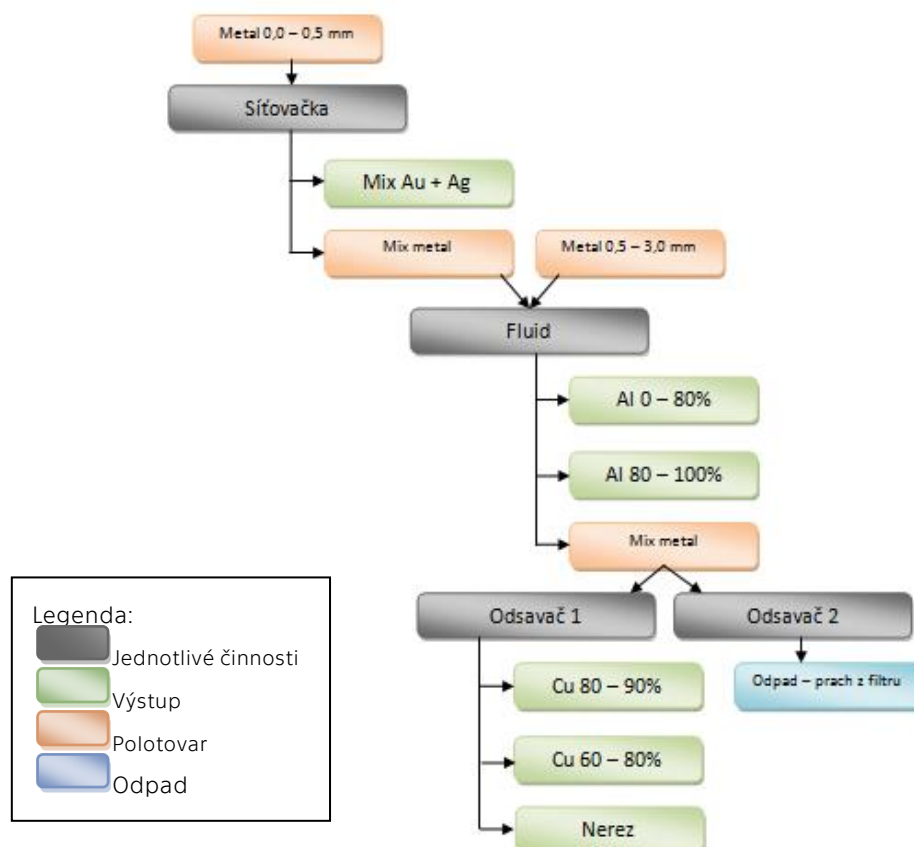 Metal 0,0 – 0,5 mm
Síťovačka
Mix Au + Ag
Mix metal
Metal 0,5 – 3,0 mm
Fluid
Al 0 – 80%
Al 80 – 100%
Mix metal
Odsavač 1
Odsavač 2
Cu 80 – 90%
Odpad – prach z filtru
Cu 60 – 80%
Nerez
Legenda:
Jednotlivé činnosti
Výstup
Polotovar
Odpad